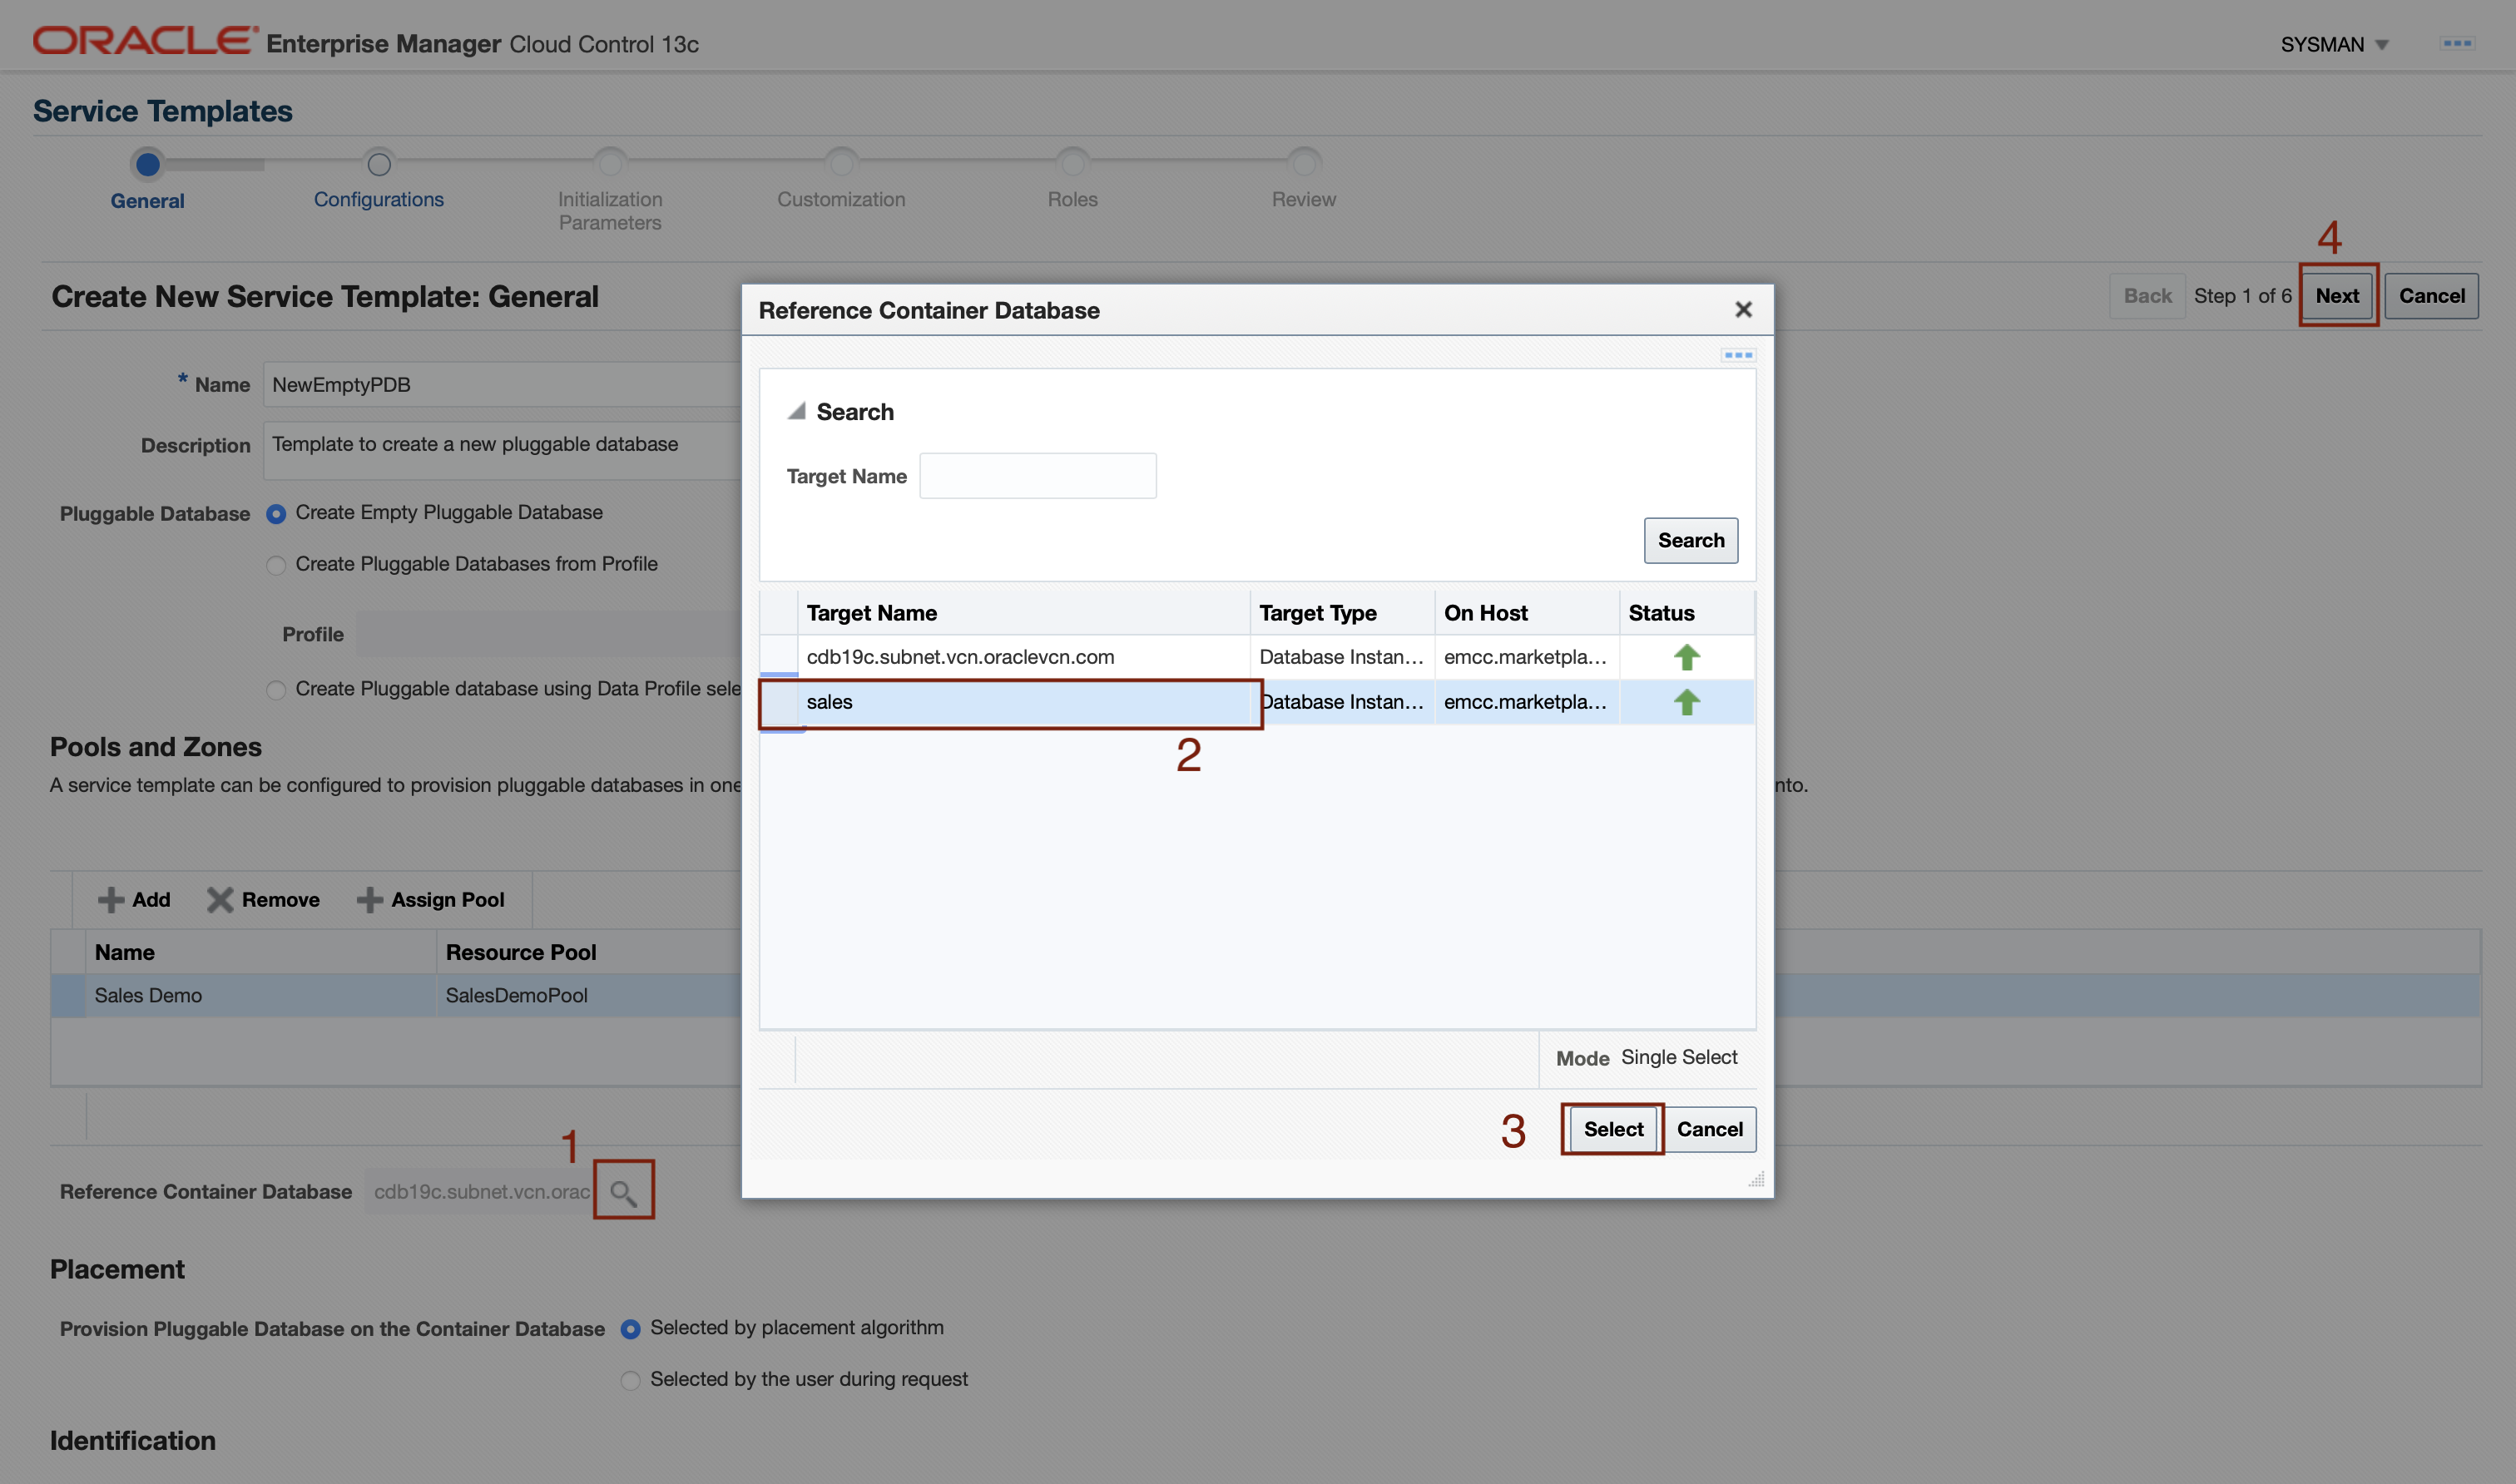 ORACLE Enterprise Manager Cloud Control 13c
SYSMAN
Service Templates
General
Configurations
Initialization
Parameters
Customization
Roles
Review
4
Create New Service Template: General
Back Step 1 of 6 Next Cancel
* Name NewEmptyPDB
Description Template to create a new pluggable database
Pluggable Database Create Empty Pluggable Database
Create Pluggable Databases from Profile
Profile
Create Pluggable database using Data Profile sele
Pools and Zones
A service template can be configured to provision pluggable databases in one
nto.
Add Remove Assign Pool
Name Resource Pool
Sales Demo SalesDemoPool
1
Reference Container Database cdb19c.subnet.vcn.orac
Placement
Provision Pluggable Database on the Container Database Selected by placement algorithm
Selected by the user during request
Identification
Reference Container Database
Search
Target Name
Search
Target Name Target Type On Host Status
cdb19c.subnet.vcn.oraclevcn.com Database Instan... emcc.marketpla...
sales Database Instan... emcc.marketpla...
2
Mode Single Select
3
Select Cancel